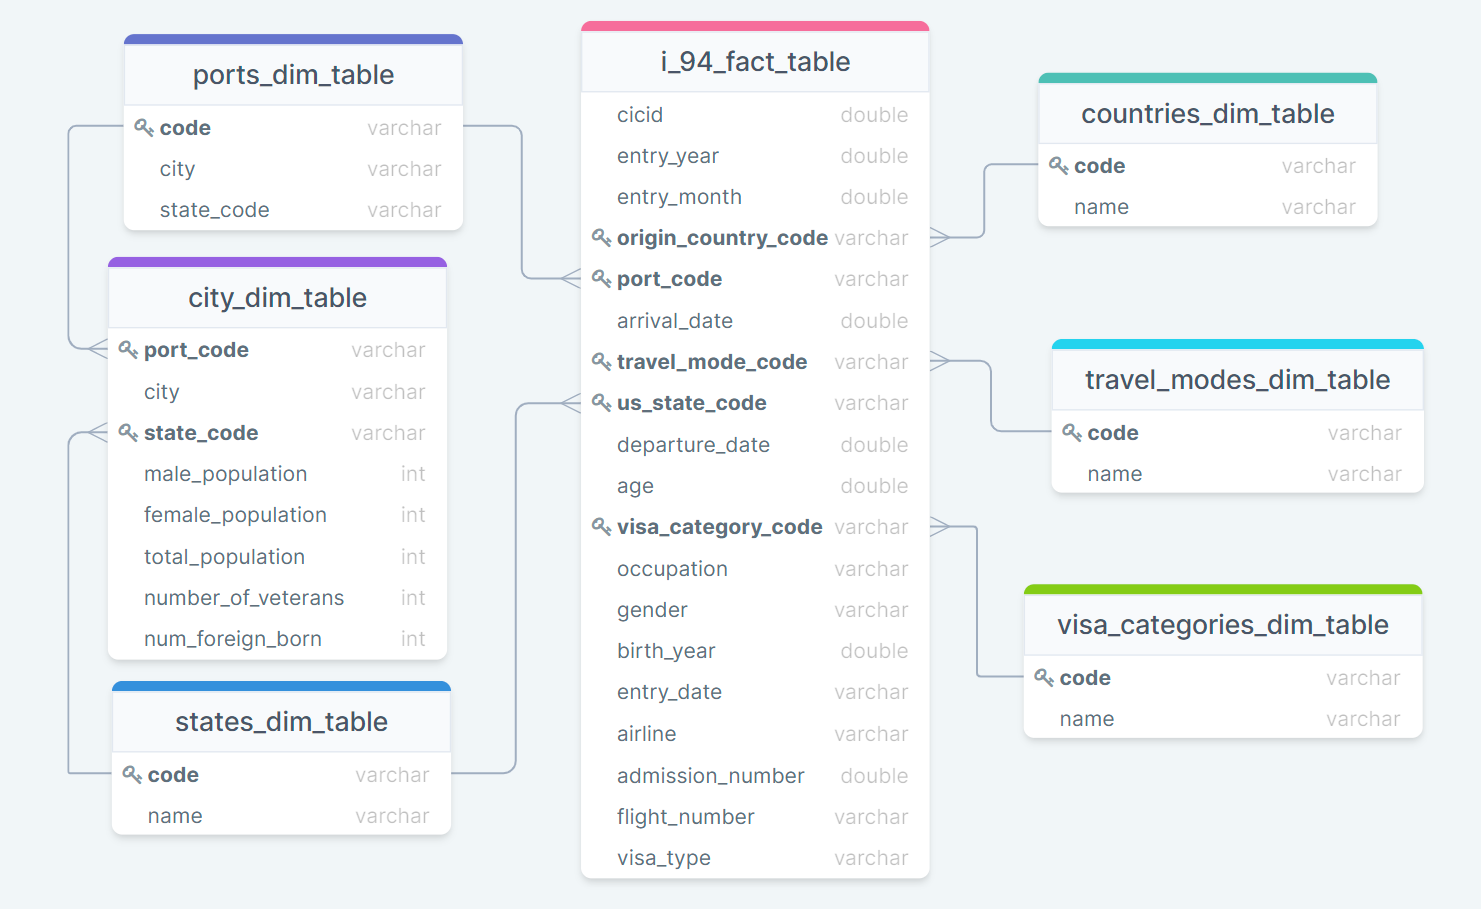 ports_dim_table
code varchar
city varchar
state_code varchar
city_dim_table
port_code varchar
city varchar
state_code varchar
male_population int
female_population int
total_population int
number_of_veterans int
num_foreign_born int
states_dim_table
code varchar
name varchar
i_94_fact_table
cicid double
entry_year double
entry_month double
origin_country_code varchar
port_code varchar
arrival_date double
travel_mode_code varchar
us_state_code varchar
departure_date double
age double
visa_category_code varchar
occupation varchar
gender varchar
birth_year double
entry_date varchar
airline varchar
admission_number double
flight_number varchar
visa_type varchar
countries_dim_table
code varchar
name varchar
travel_modes_dim_table
code varchar
name varchar
visa_categories_dim_table
code varchar
name varchar